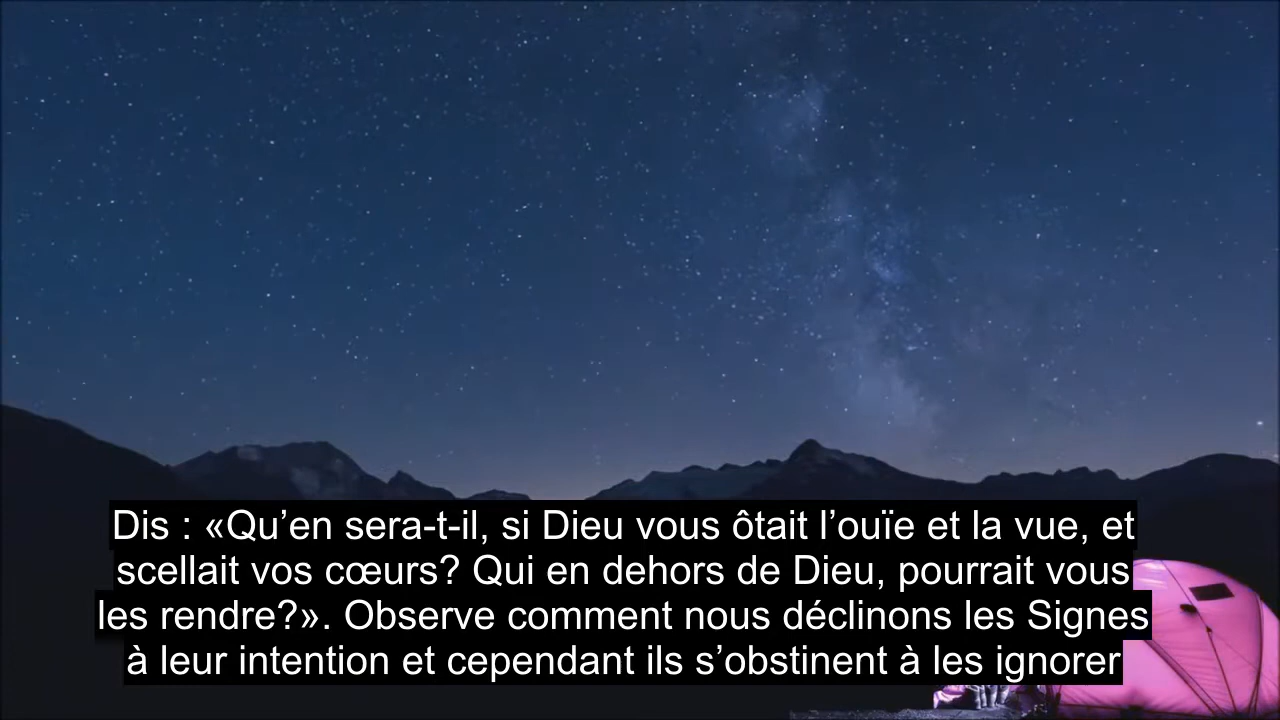 Dis : «Qu’en sera-t-il, si Dieu vous ôtait l’ouïe et la vue, et
scellait vos cœurs? Qui en dehors de Dieu, pourrait vous
les rendre?». Observe comment nous déclinons les Signes
à leur intention et cependant ils s’obstinent à les ignorer